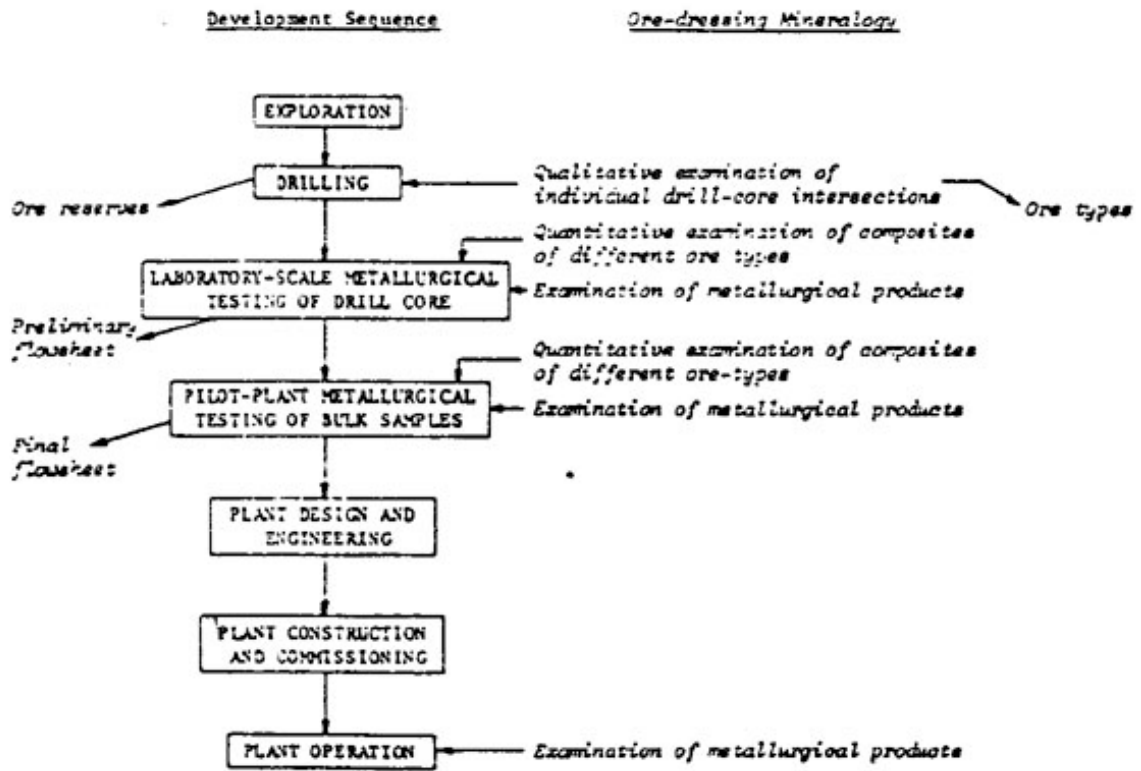 Development Sequence
Ore-dressing Mineralogy
EXPLORATION
DRILLING
Qualitative examination of
individual drill-core intersections
Ore reserves
Ore types
Quantitative examination of composites
of different ore types
LABORATORY-SCALE METALLURGICAL
TESTING OF DRILL CORE
Examination of metallurgical products
Preliminary
flowsheet
Quantitative examination of composites
of different ore-types
PILOT-PLANT METALLURGICAL
TESTING OF BULK SAMPLES
Examination of metallurgical products
Final
flowsheet
PLANT DESIGN AND
ENGINEERING
PLANT CONSTRUCTION
AND COMMISSIONING
PLANT OPERATION
Examination of metallurgical products